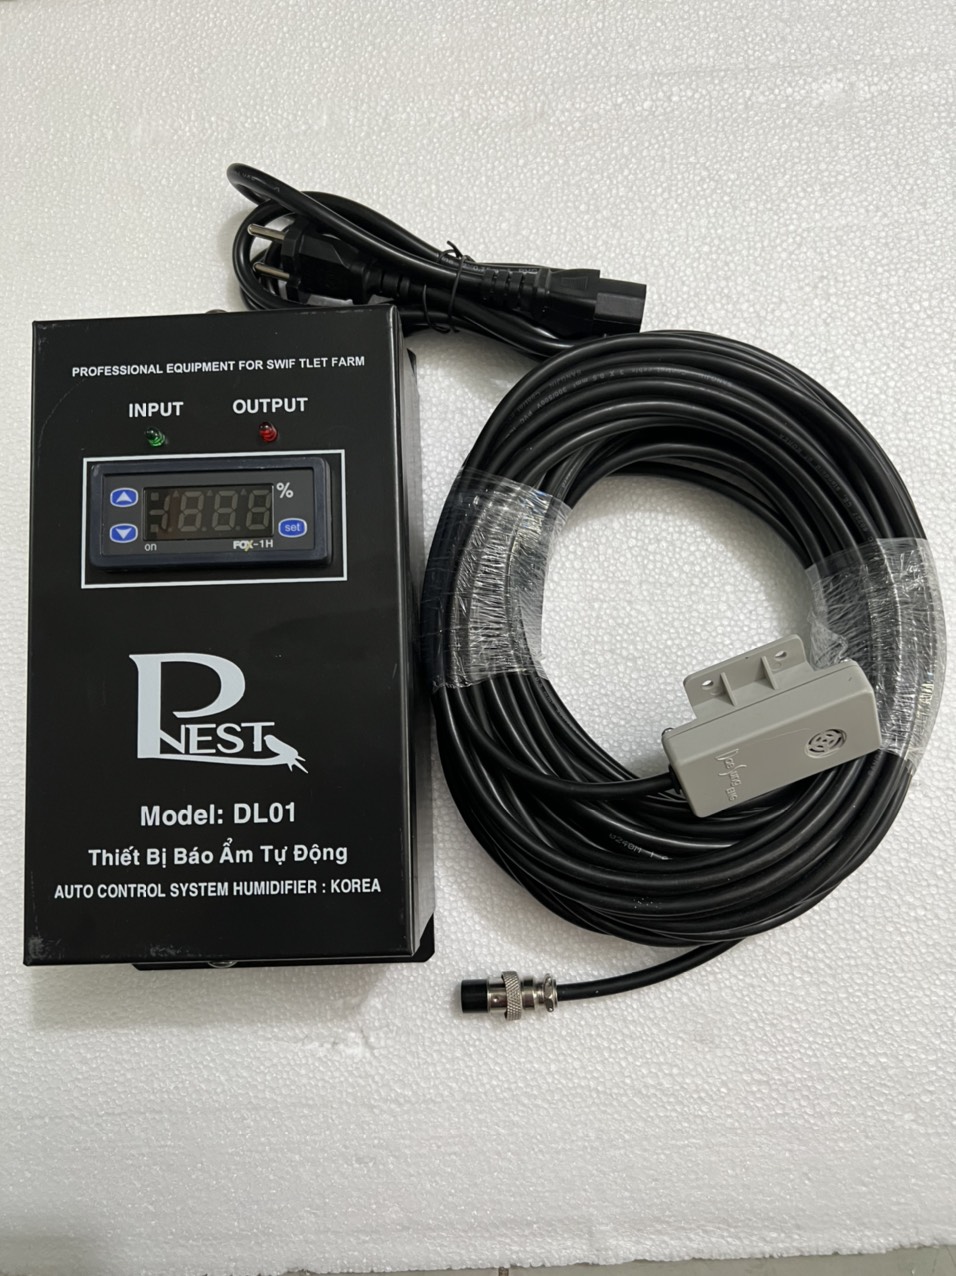 PROFESSIONAL EQUIPMENT FOR SWIF TLET FARM
INPUT OUTPUT
%
set
on FOX-1H
PNEST
Model: DL01
Thiết Bị Báo Ẩm Tự Động
AUTO CONTROL SYSTEM HUMIDIFIER : KOREA